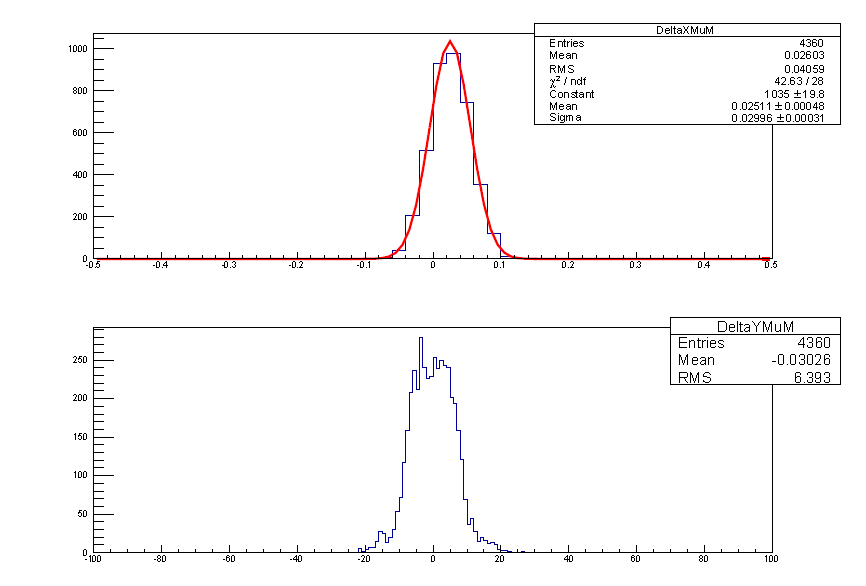 DeltaXMuM
Entries 4360
Mean 0.02603
RMS 0.04059
χ² / ndf 42.63 / 28
Constant 1035 ±19.8
Mean 0.02511 ±0.00048
Sigma 0.02996 ±0.00031
1000
800
600
400
200
0
-0.5 -0.4 -0.3 -0.2 -0.1 0 0.1 0.2 0.3 0.4 0.5
DeltaYMuM
Entries 4360
Mean -0.03026
RMS 6.393
250
200
150
100
50
0
-100 -80 -60 -40 -20 0 20 40 60 80 100